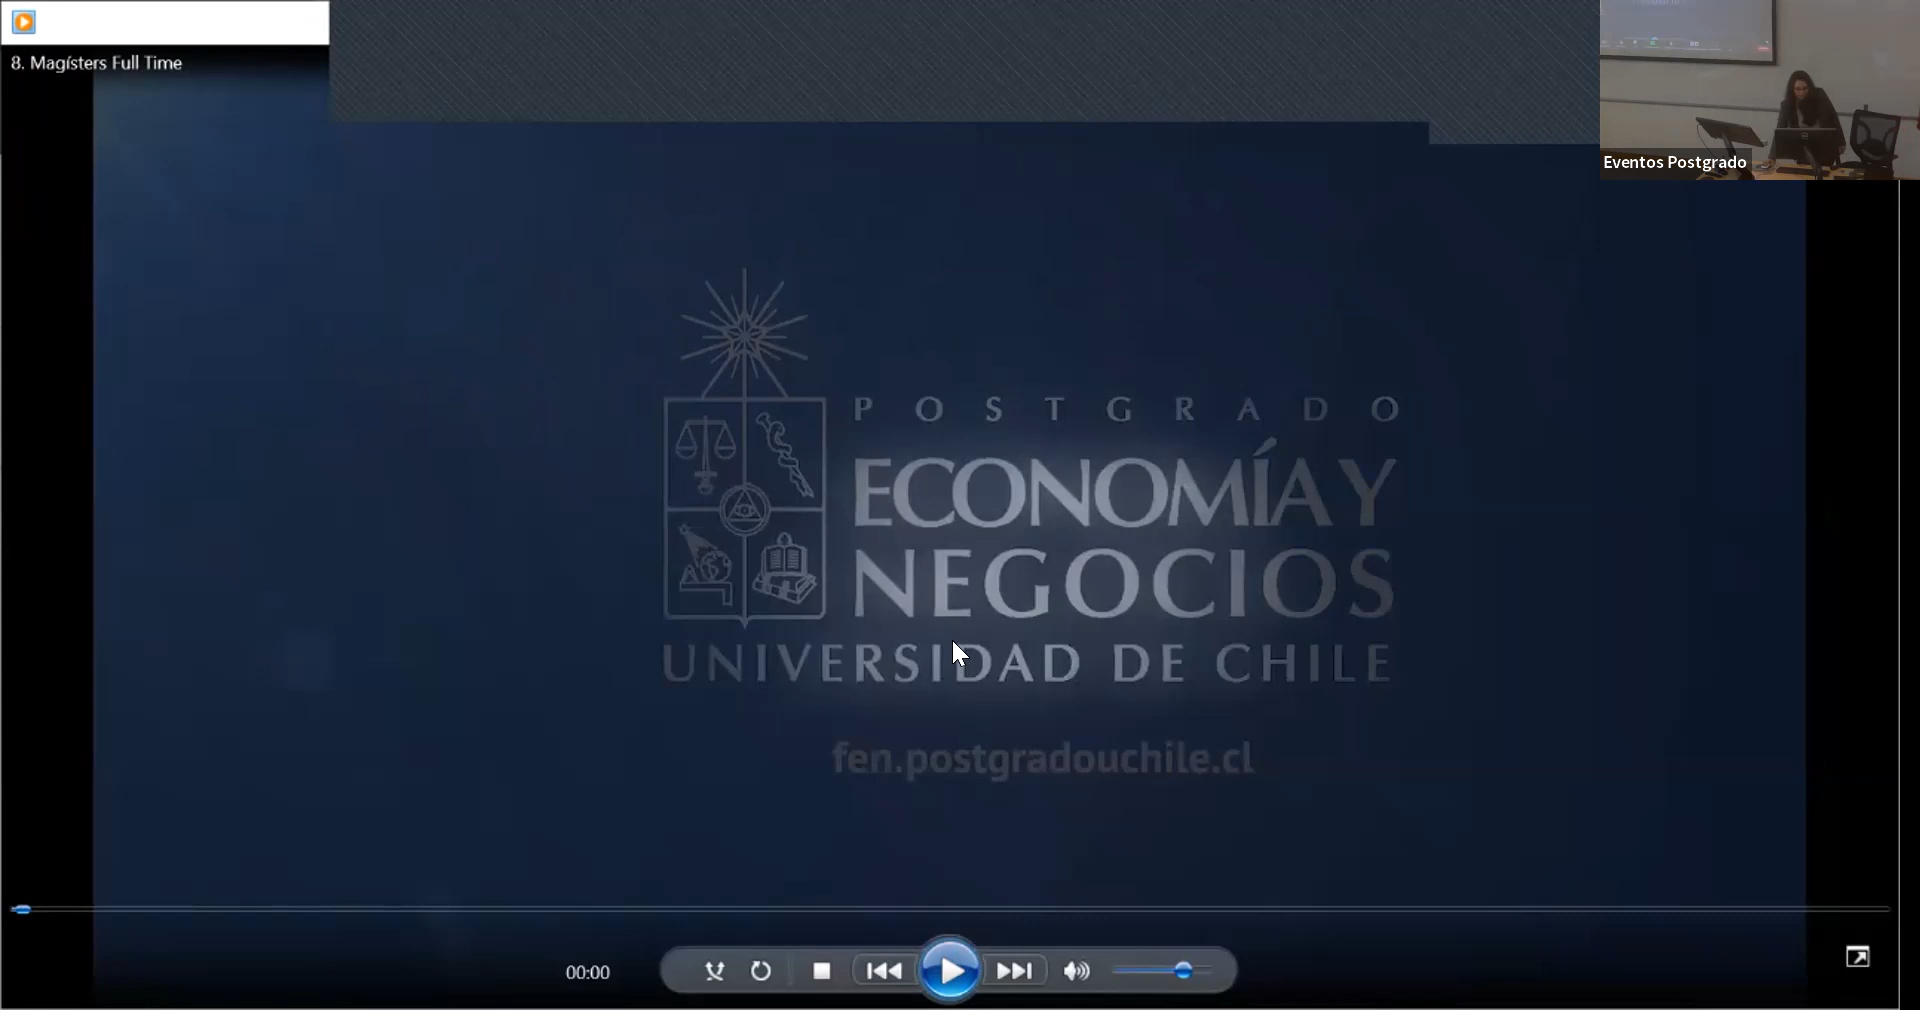 8. Magísters Full Time
Eventos Postgrado
POSTGRADO
ECONOMÍA Y
NEGOCIOS
UNIVERSIDAD DE CHILE
fen.postgradouchile.cl
00:00